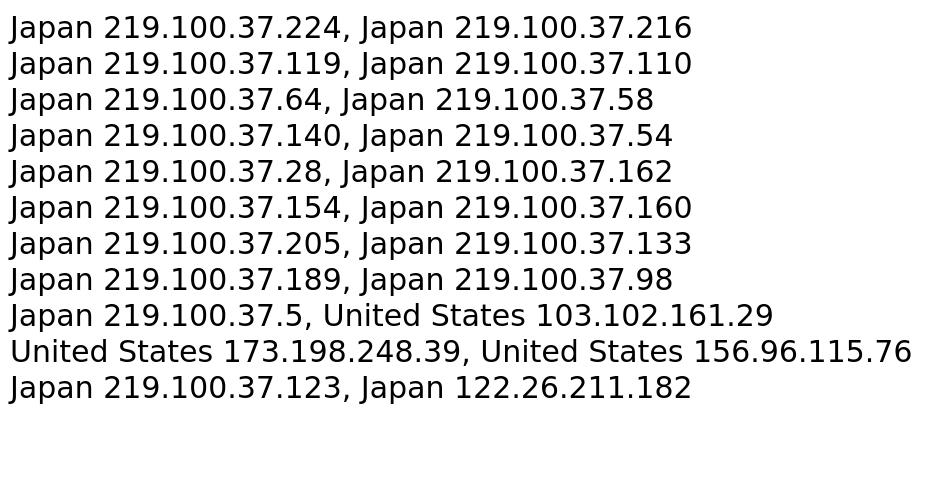 Japan 219.100.37.224, Japan 219.100.37.216
Japan 219.100.37.119, Japan 219.100.37.110
Japan 219.100.37.64, Japan 219.100.37.58
Japan 219.100.37.140, Japan 219.100.37.54
Japan 219.100.37.28, Japan 219.100.37.162
Japan 219.100.37.154, Japan 219.100.37.160
Japan 219.100.37.205, Japan 219.100.37.133
Japan 219.100.37.189, Japan 219.100.37.98
Japan 219.100.37.5, United States 103.102.161.29
United States 173.198.248.39, United States 156.96.115.76
Japan 219.100.37.123, Japan 122.26.211.182